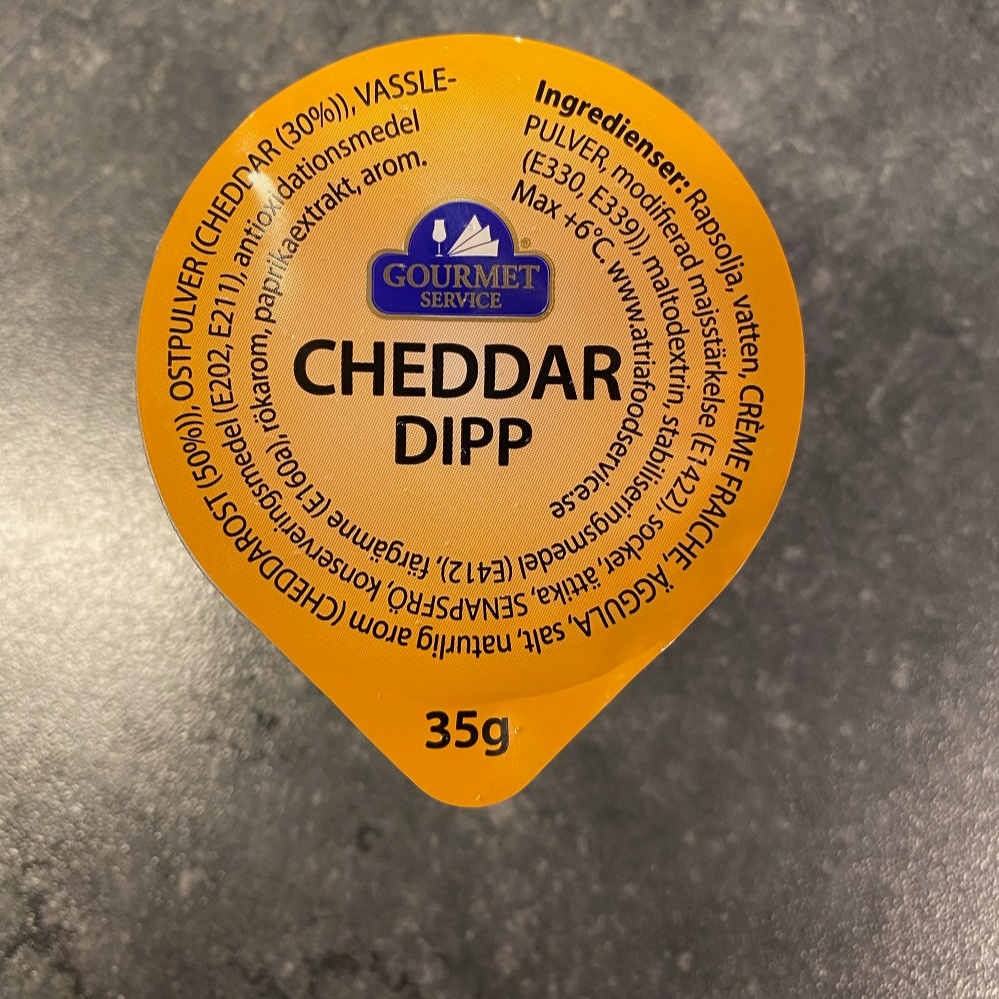 Ingredienser: Rapsolja, vatten, CRÈME FRAICHE, ÄGGULA, salt, naturlig arom (CHEDDAROST (50%)), OSTPULVER (CHEDDAR (30%)), VASSLE-
PULVER, modifierad majsstärkelse (E1422), socker, ättika, SENAPSFRÖ, konserveringsmedel (E202, E211), antioxidationsmedel
(E330, E339)), maltodextrin, stabiliseringsmedel (E412), färgämne (E160a), rökarom, paprikaextrakt, arom.
Max +6°C. www.atriafoodservice.se
GOURMET®
SERVICE
CHEDDAR
DIPP
35g